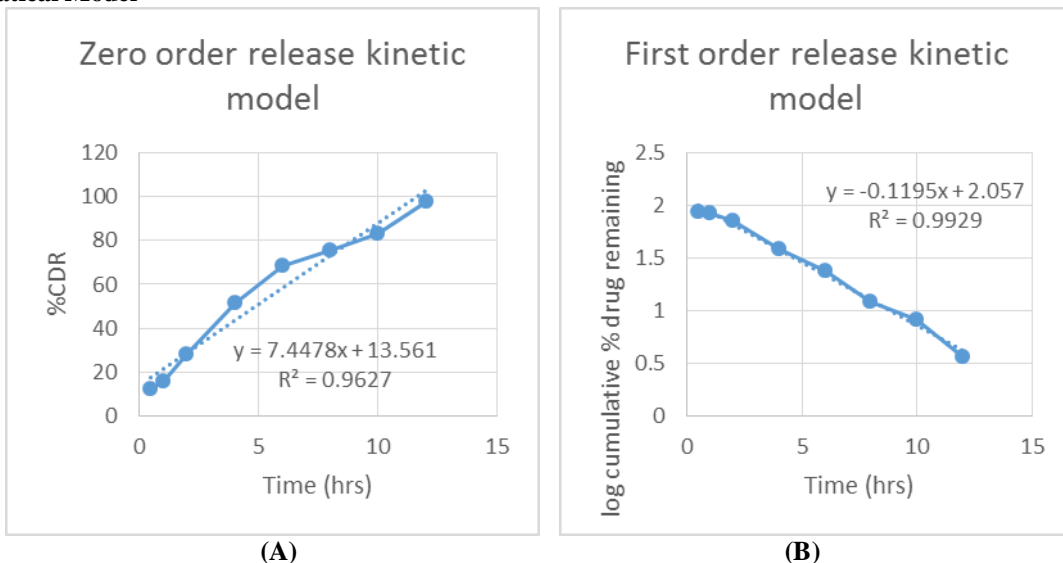 Zero order release kinetic
model
120
100
80
60
40
20
0
%CDR
y = 7.4478x + 13.561
R² = 0.9627
0 5 10 15
Time (hrs)
(A)
First order release kinetic
model
2.5
2
1.5
1
0.5
0
log cumulative % drug remaining
y = -0.1195x + 2.057
R² = 0.9929
0 5 10 15
Time (hrs)
(B)